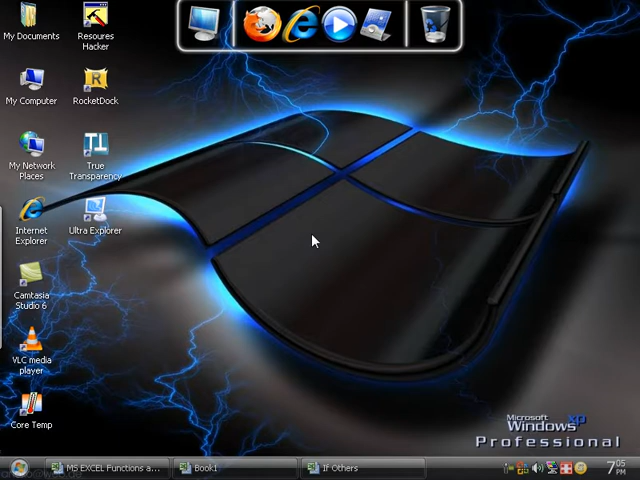 My Documents
Resoures
Hacker
My Computer
RocketDock
My Network
Places
True
Transparency
Internet
Explorer
Ultra Explorer
Camtasia
Studio 6
VLC media
player
Core Temp
Microsoft
Windows xp
Professional
MS EXCEL Functions a...
Book1
If Others
7 05
PM